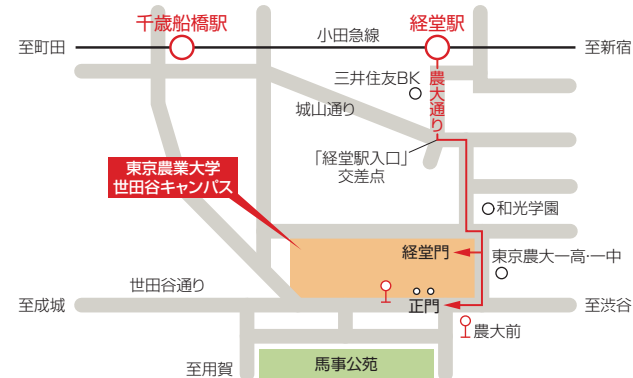 千歳船橋駅
経堂駅
小田急線
至町田
至新宿
三井住友BK
農大通り
城山通り
「経堂駅入口」
交差点
東京農業大学
世田谷キャンパス
和光学園
経堂門
東京農大一高・一中
世田谷通り
至成城
正門
至渋谷
農大前
至用賀
馬事公苑